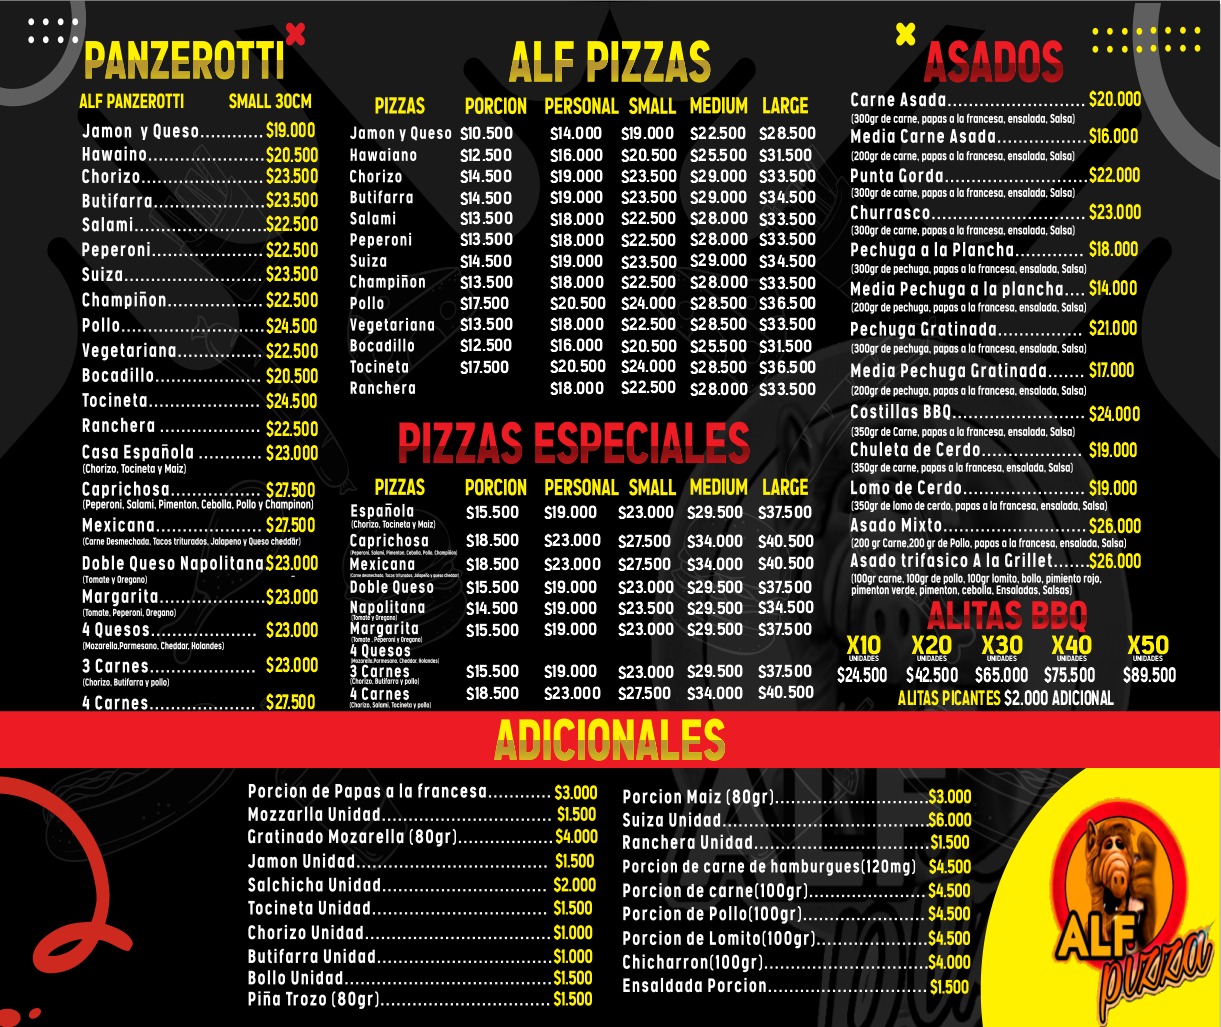 PANZEROTTI
ALF PANZEROTTI SMALL 30CM
Jamon y Queso............ $19.000
Hawaino..................... $20.500
Chorizo...................... $23.500
Butifarra.................... $23.500
Salami........................ $22.500
Peperoni..................... $22.500
Suiza.......................... $23.500
Champiñon.................. $22.500
Pollo........................... $24.500
Vegetariana................ $22.500
Bocadillo.................... $20.500
Tocineta..................... $24.500
Ranchera .................... $22.500
Casa Española ............ $23.000
(Chorizo, Tocineta y Maiz)
Caprichosa................. $27.500
(Peperoni, Salami, Pimenton, Cebolla, Pollo y Champinon)
Mexicana.................... $27.500
(Carne Desmechada, Tacos triturados, Jalapeno y Queso cheddar)
Doble Queso Napolitana $23.000
(Tomate y Oregano)
Margarita................... $23.000
(Tomate, Peperoni, Oregano)
4 Quesos..................... $23.000
(Mozarella,Parmesano, Cheddar, Holandes)
3 Carnes..................... $23.000
(Chorizo, Butifarra y pollo)
4 Carnes..................... $27.500
ALF PIZZAS
PIZZAS PORCION PERSONAL SMALL MEDIUM LARGE
Jamon y Queso $10.500 $14.000 $19.000 $22.500 $28.500
Hawaiano $12.500 $16.000 $20.500 $25.500 $31.500
Chorizo $14.500 $19.000 $23.500 $29.000 $33.500
Butifarra $14.500 $19.000 $23.500 $29.000 $34.500
Salami $13.500 $18.000 $22.500 $28.000 $33.500
Peperoni $13.500 $18.000 $22.500 $28.000 $33.500
Suiza $14.500 $19.000 $23.500 $29.000 $34.500
Champiñon $13.500 $18.000 $22.500 $28.000 $33.500
Pollo $17.500 $20.500 $24.000 $28.500 $36.500
Vegetariana $13.500 $18.000 $22.500 $28.500 $33.500
Bocadillo $12.500 $16.000 $20.500 $25.500 $31.500
Tocineta $17.500 $20.500 $24.000 $28.500 $36.500
Ranchera $18.000 $22.500 $28.000 $33.500
PIZZAS ESPECIALES
PIZZAS PORCION PERSONAL SMALL MEDIUM LARGE
Española $15.500 $19.000 $23.000 $29.500 $37.500
(Chorizo, Tocineta y Maiz)
Caprichosa $18.500 $23.000 $27.500 $34.000 $40.500
(Peperoni, Salami, Pimenton, Cebolla, Pollo, Champiñon)
Mexicana $18.500 $23.000 $27.500 $34.000 $40.500
(Carne desmechada, Tacos triturados, Jalapeño y queso cheddar)
Doble Queso $15.500 $19.000 $23.000 $29.500 $37.500
Napolitana $14.500 $19.000 $23.500 $29.500 $34.500
(Tomate y Oregano)
Margarita $15.500 $19.000 $23.000 $29.500 $37.500
(Tomate , Peperoni y Oregano)
4 Quesos
(Mozarella,Parmesano, Cheddar, Holandes)
3 Carnes $15.500 $19.000 $23.000 $29.500 $37.500
(Chorizo, Butifarra y pollo)
4 Carnes $18.500 $23.000 $27.500 $34.000 $40.500
(Chorizo, Salami, Tocineta y pollo)
ASADOS
Carne Asada........................ $20.000
(300gr de carne, papas a la francesa, ensalada, Salsa)
Media Carne Asada............... $16.000
(200gr de carne, papas a la francesa, ensalada, Salsa)
Punta Gorda........................ $22.000
(300gr de carne, papas a la francesa, ensalada, Salsa)
Churrasco........................... $23.000
(300gr de carne, papas a la francesa, ensalada, Salsa)
Pechuga a la Plancha............ $18.000
(300gr de pechuga, papas a la francesa, ensalada, Salsa)
Media Pechuga a la plancha.... $14.000
(200gr de pechuga, papas a la francesa, ensalada, Salsa)
Pechuga Gratinada............... $21.000
(300gr de pechuga, papas a la francesa, ensalada, Salsa)
Media Pechuga Gratinada....... $17.000
(200gr de pechuga, papas a la francesa, ensalada, Salsa)
Costillas BBQ....................... $24.000
(350gr de Carne, papas a la francesa, ensalada, Salsa)
Chuleta de Cerdo.................. $19.000
(350gr de carne, papas a la francesa, ensalada, Salsa)
Lomo de Cerdo..................... $19.000
(350gr de lomo de cerdo, papas a la francesa, ensalada, Salsa)
Asado Mixto........................ $26.000
(200 gr Carne,200 gr de Pollo, papas a la francesa, ensalada, Salsa)
Asado trifasico A la Grillet...... $26.000
(100gr carne, 100gr de pollo, 100gr lomito, bollo, pimiento rojo,
pimenton verde, pimenton, cebolla, Ensaladas, Salsas)
ALITAS BBQ
X10 X20 X30 X40 X50
UNIDADES UNIDADES UNIDADES UNIDADES UNIDADES
$24.500 $42.500 $65.000 $75.500 $89.500
ALITAS PICANTES $2.000 ADICIONAL
ADICIONALES
Porcion de Papas a la francesa............ $3.000
Mozzarlla Unidad............................... $1.500
Gratinado Mozarella (80gr)................. $4.000
Jamon Unidad.................................... $1.500
Salchicha Unidad............................... $2.000
Tocineta Unidad................................. $1.500
Chorizo Unidad.................................. $1.000
Butifarra Unidad................................ $1.000
Bollo Unidad...................................... $1.500
Piña Trozo (80gr)............................... $1.500
Porcion Maiz (80gr)............................ $3.000
Suiza Unidad...................................... $6.000
Ranchera Unidad................................ $1.500
Porcion de carne de hamburgues(120mg) $4.500
Porcion de carne(100gr)...................... $4.500
Porcion de Pollo(100gr)....................... $4.500
Porcion de Lomito(100gr).................... $4.500
Chicharron(100gr).............................. $4.000
Ensaldada Porcion.............................. $1.500
ALF
pizza